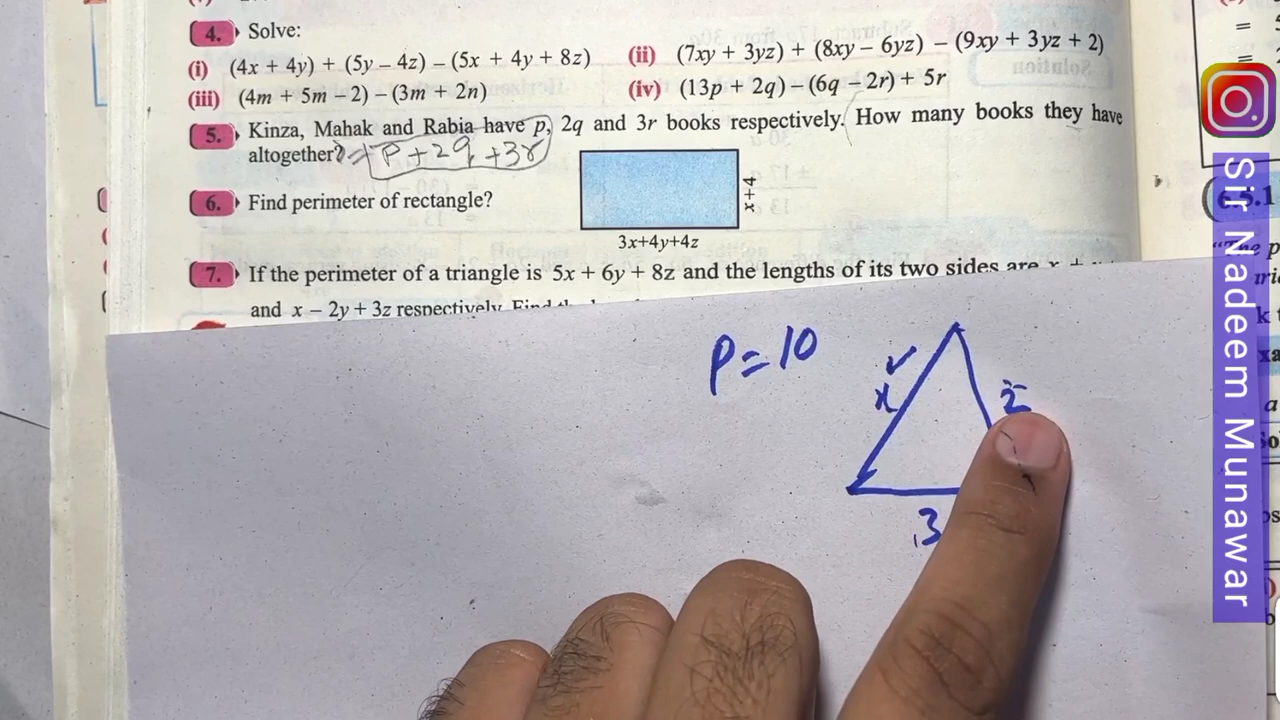 4. Solve:
(i) (4x + 4y) + (5y – 4z) – (5x + 4y + 8z) (ii) (7xy + 3yz) + (8xy – 6yz) – (9xy + 3yz + 2)
(iii) (4m + 5m – 2) – (3m + 2n) (iv) (13p + 2q) – (6q – 2r) + 5r
5. Kinza, Mahak and Rabia have p, 2q and 3r books respectively. How many books they have
altogether? p + 2q + 3r
x+4
6. Find perimeter of rectangle?
3x+4y+4z
7. If the perimeter of a triangle is 5x + 6y + 8z and the lengths of its two sides are x +
and x – 2y + 3z respectively. Find
P = 10
x
3
Sir Nadeem Munawar
6.5.1